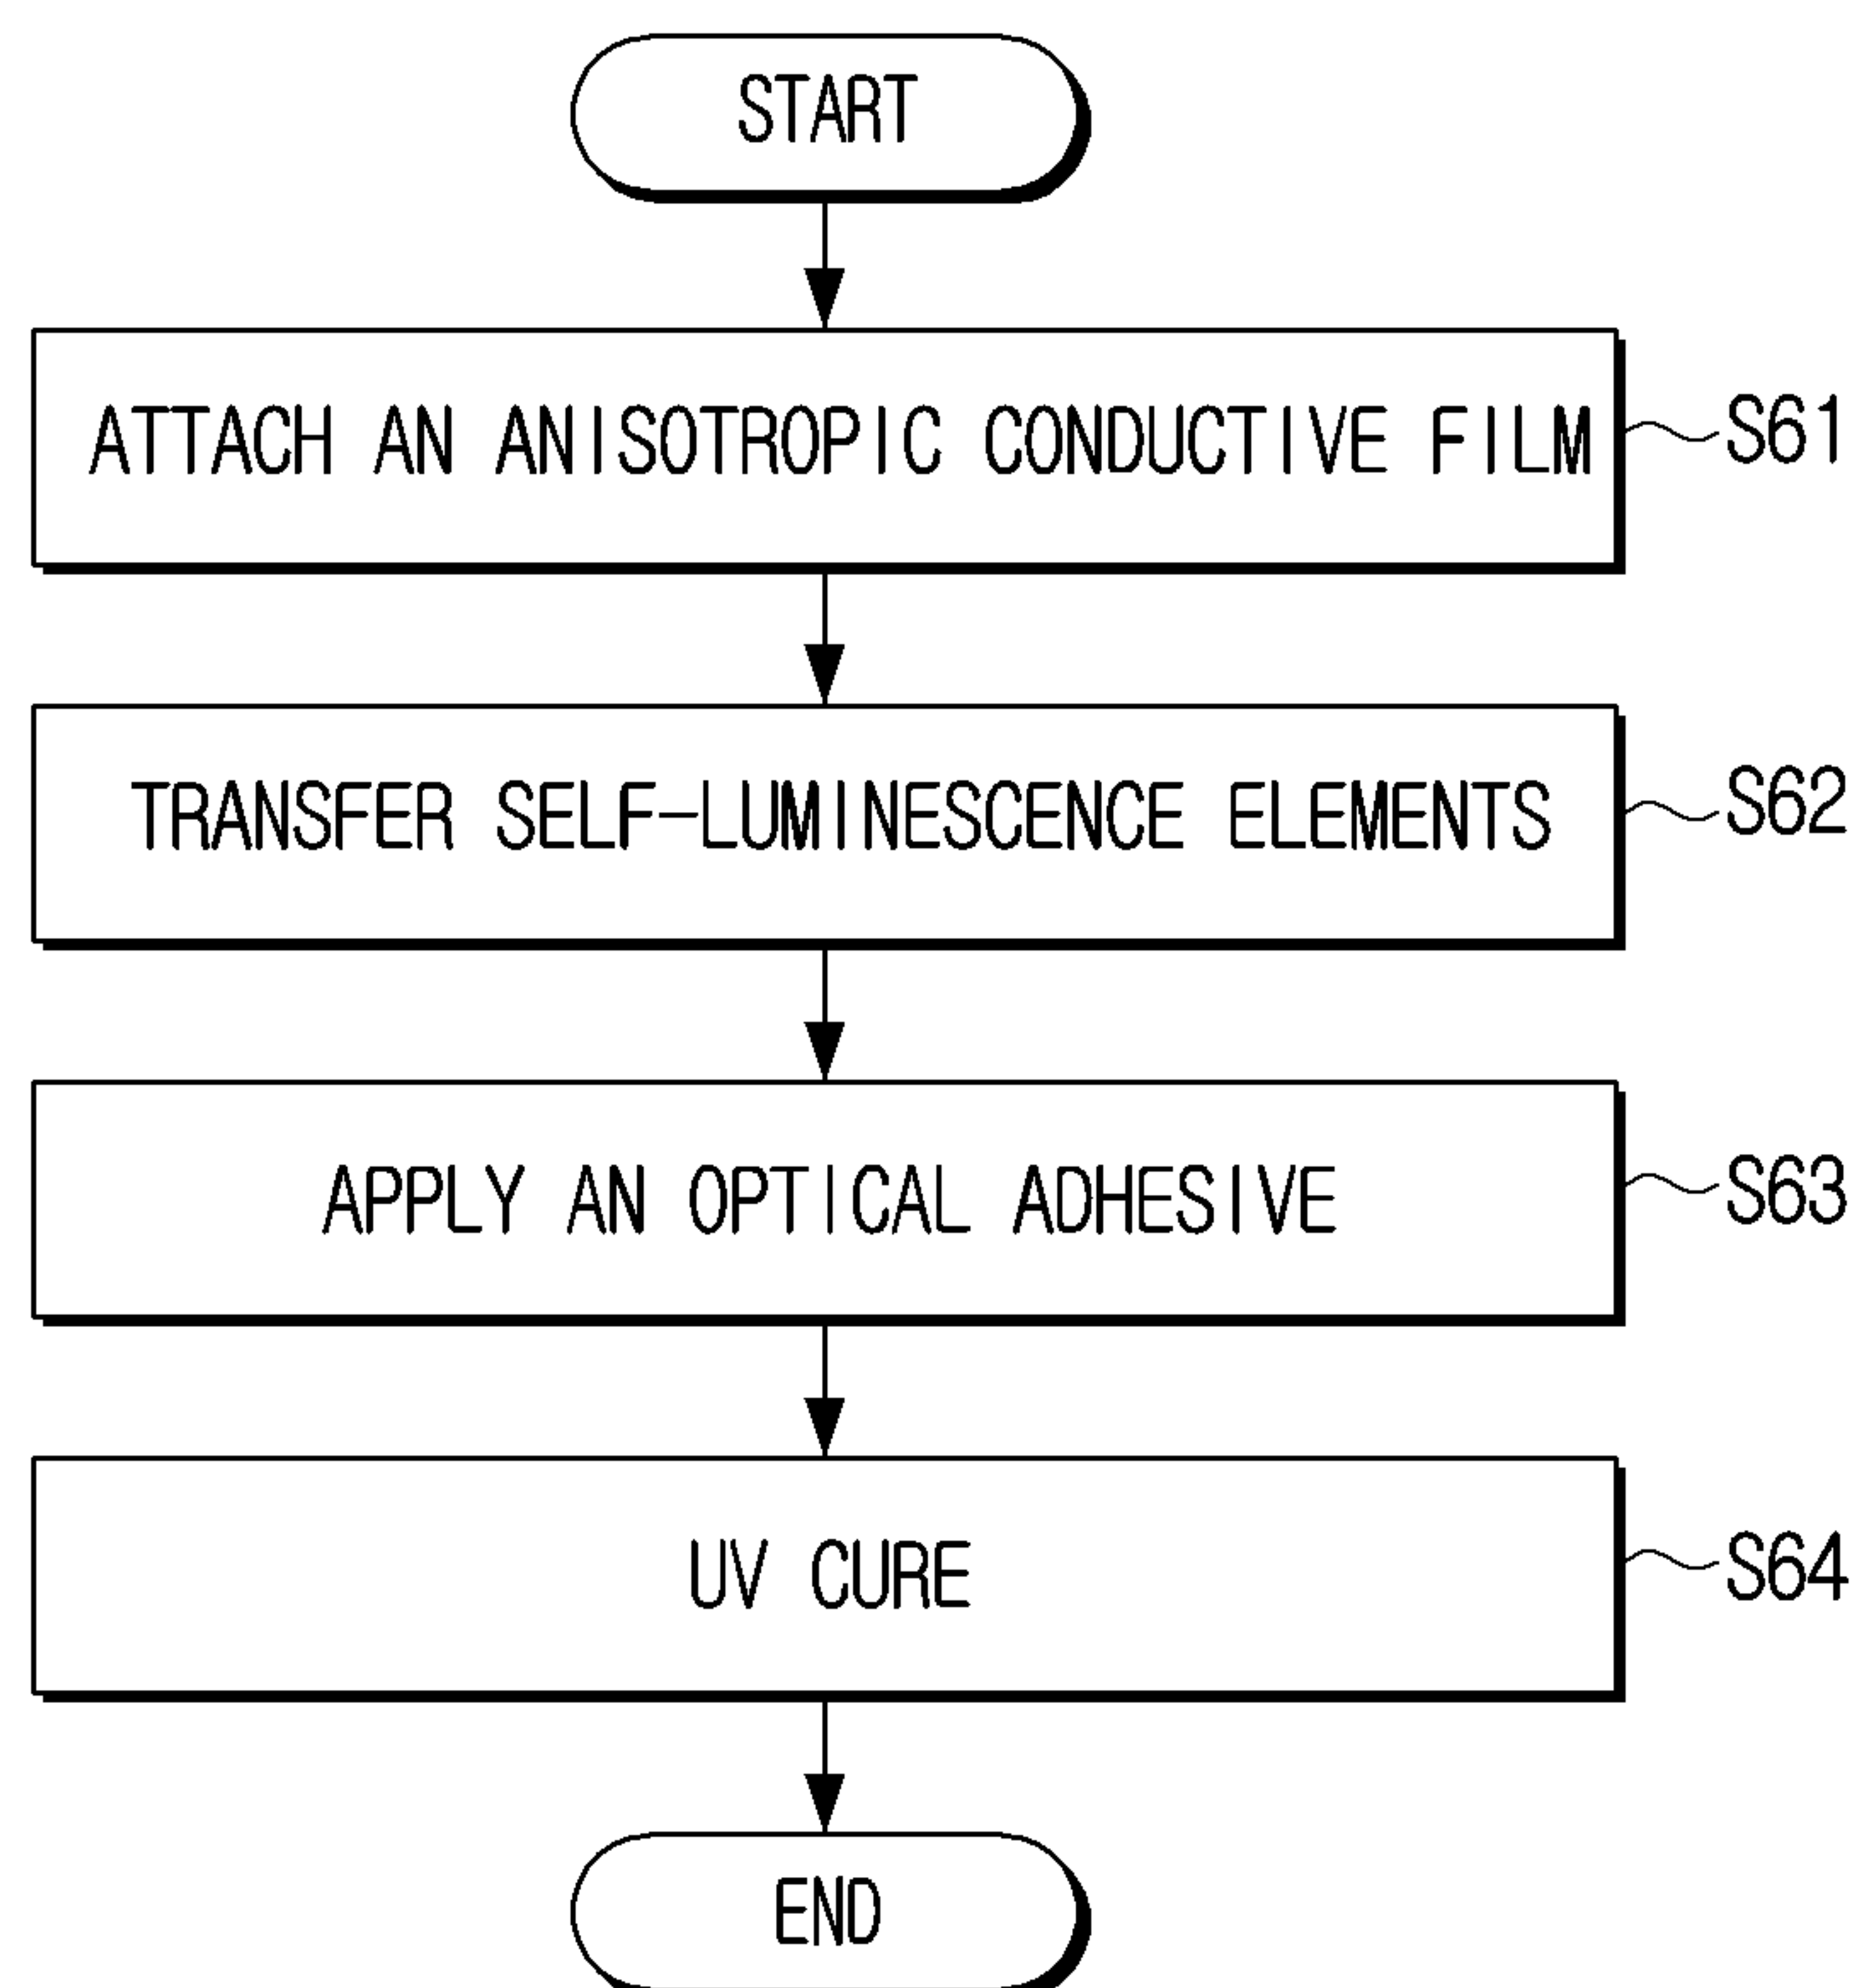 START
ATTACH AN ANISOTROPIC CONDUCTIVE FILM
S61
TRANSFER SELF-LUMINESCENCE ELEMENTS
S62
APPLY AN OPTICAL ADHESIVE
S63
UV CURE
S64
END